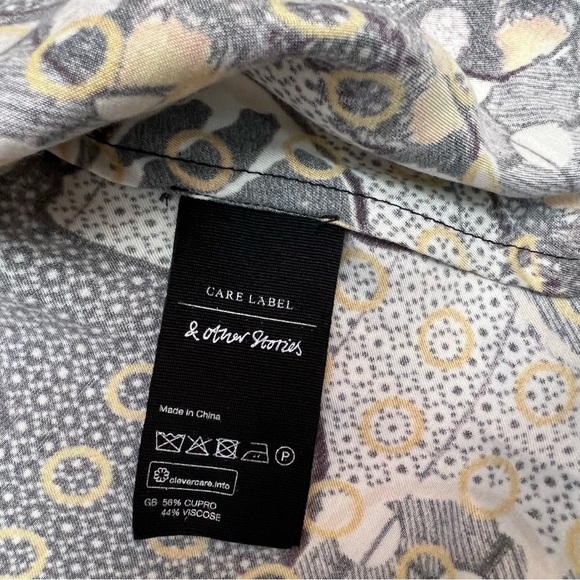 CARE LABEL
& Other Stories
Made in China
P
clevercare.info
GB 56% CUPRO
44% VISCOSE